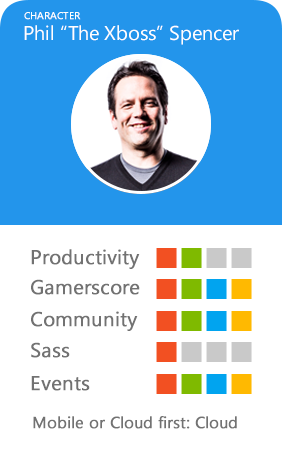 CHARACTER
Phil “The Xboss” Spencer
Productivity
Gamerscore
Community
Sass
Events
Mobile or Cloud first: Cloud